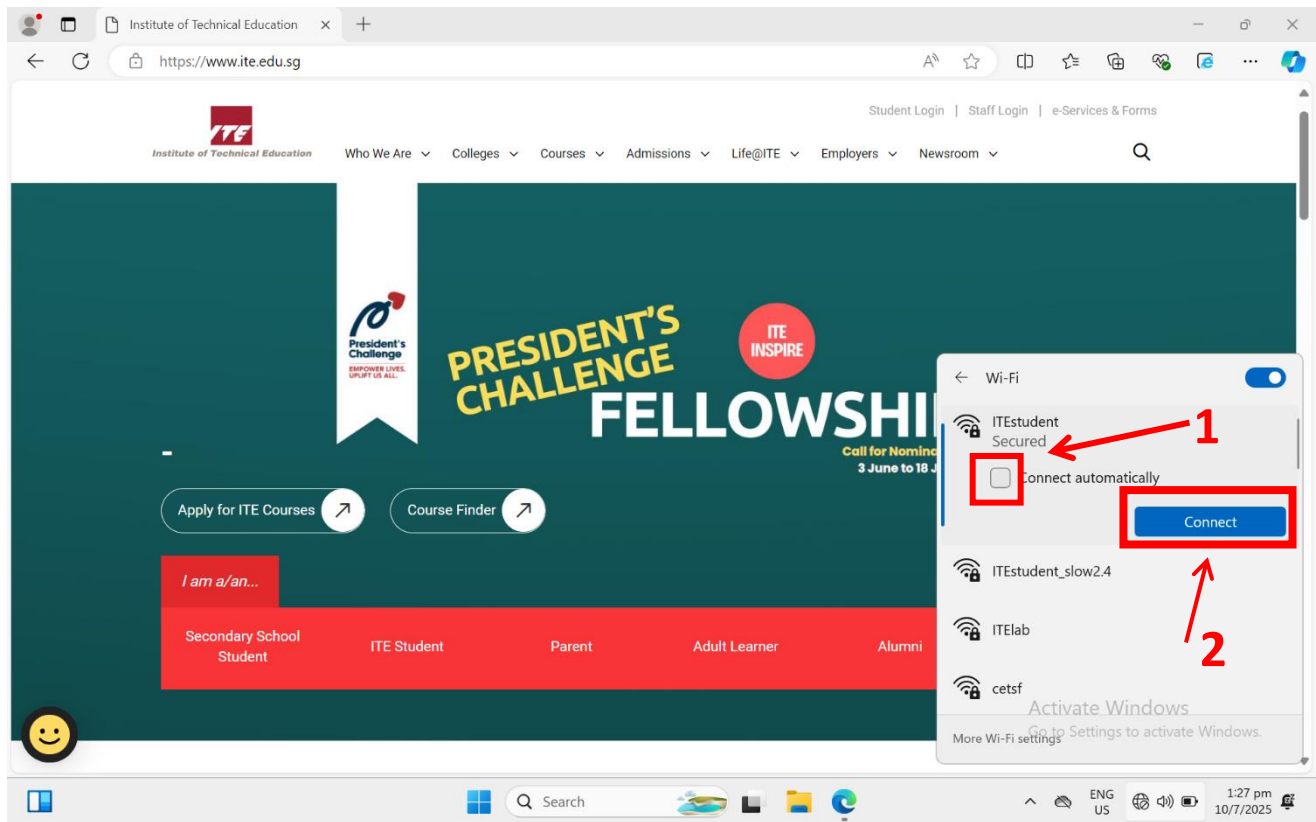 Institute of Technical Education
https://www.ite.edu.sg
Student Login | Staff Login | e-Services & Forms
ITE
Institute of Technical Education
Who We Are Colleges Courses Admissions Life@ITE Employers Newsroom
President's
Challenge
EMPOWER LIVES.
UPLIFT US ALL.
PRESIDENT'S
CHALLENGE
ITE
INSPIRE
FELLOWSHI
Call for Nomina
3 June to 18 J
Apply for ITE Courses
Course Finder
I am a/an...
Secondary School
Student
ITE Student
Parent
Adult Learner
Alumni
Wi-Fi
ITEstudent
Secured
1
Connect automatically
Connect
ITEstudent_slow2.4
ITElab
2
cetsf
Activate Windows
Go to Settings to activate Windows.
More Wi-Fi settings
Search
ENG
US
1:27 pm
10/7/2025